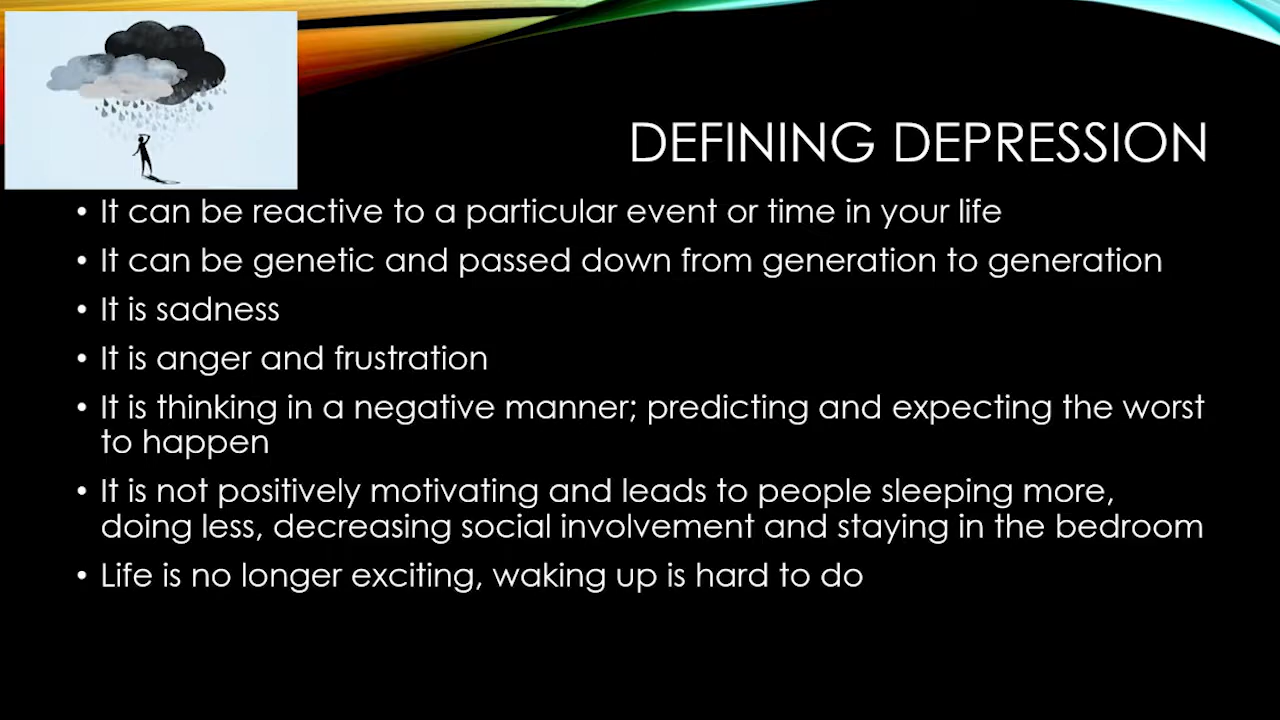 DEFINING DEPRESSION
• It can be reactive to a particular event or time in your life
• It can be genetic and passed down from generation to generation
• It is sadness
• It is anger and frustration
• It is thinking in a negative manner; predicting and expecting the worst
to happen
• It is not positively motivating and leads to people sleeping more,
doing less, decreasing social involvement and staying in the bedroom
• Life is no longer exciting, waking up is hard to do